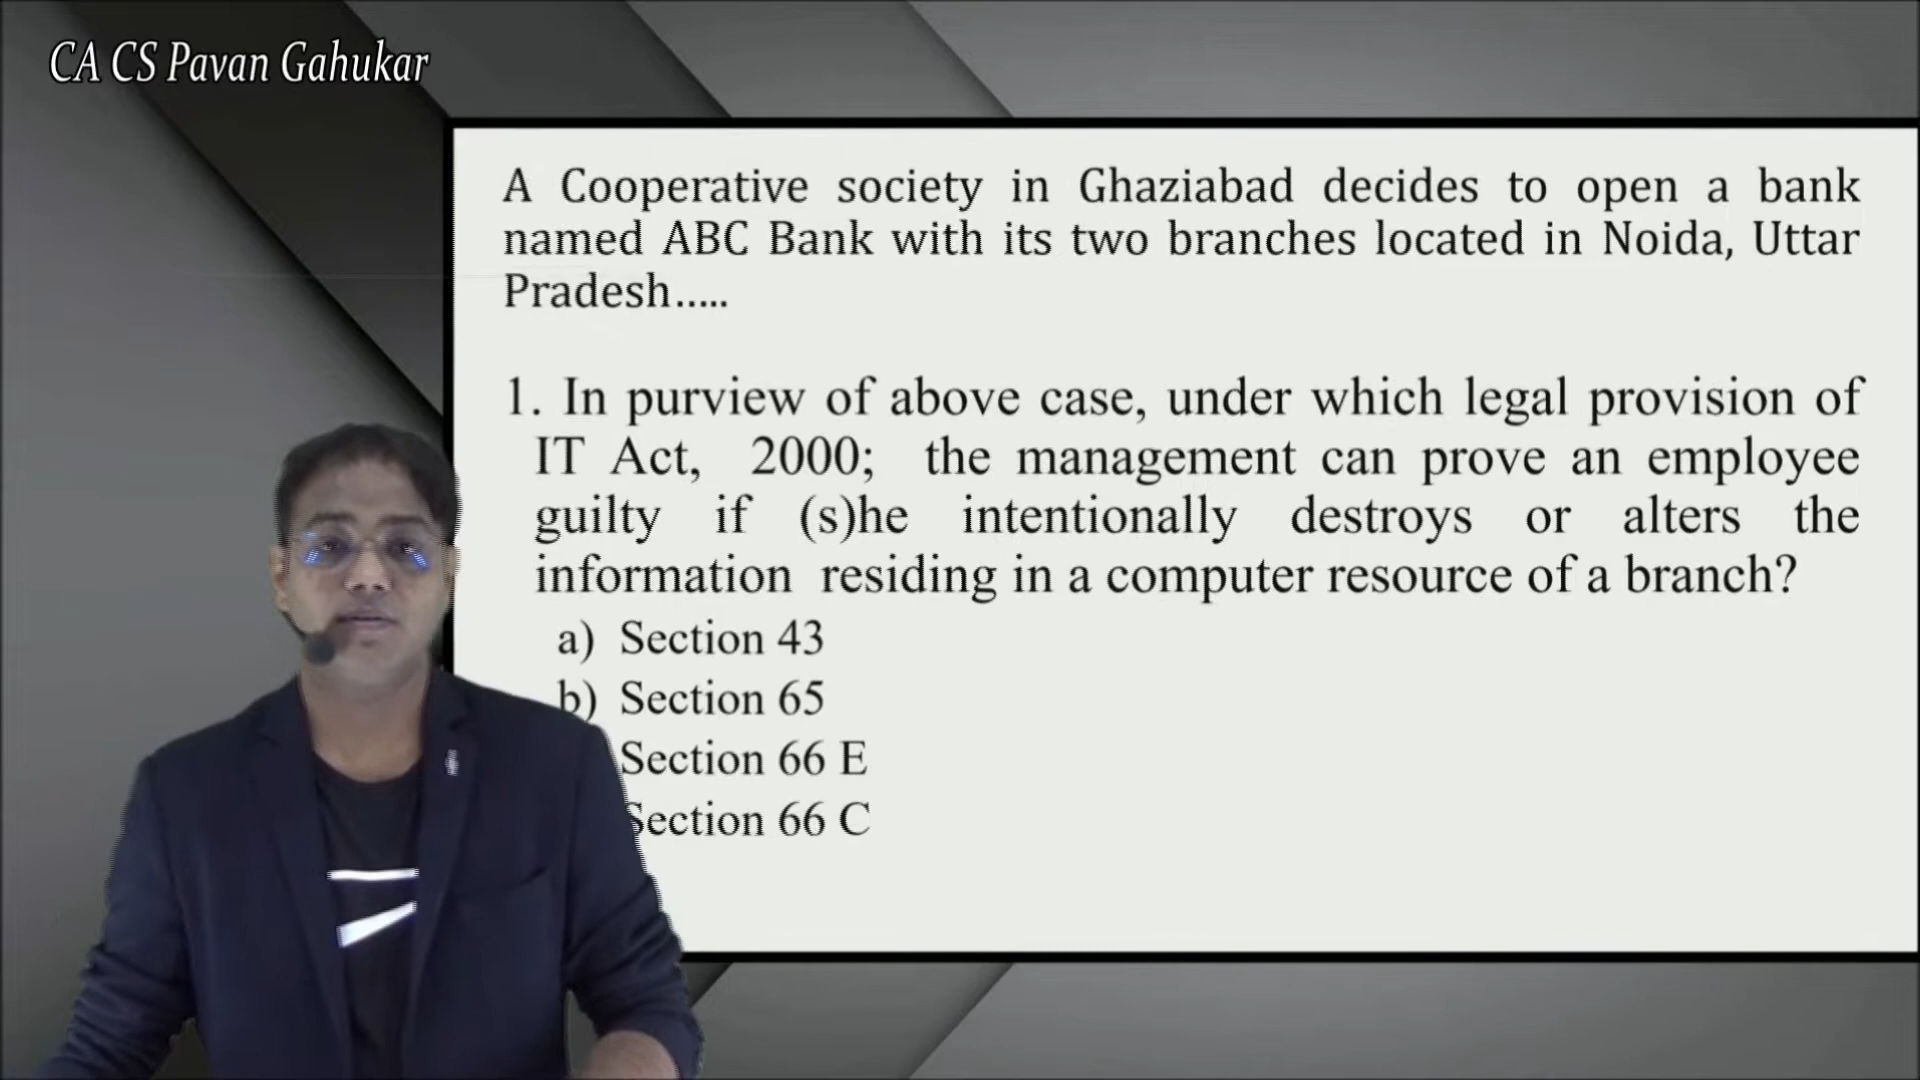 CA CS Pavan Gahukar
A Cooperative society in Ghaziabad decides to open a bank
named ABC Bank with its two branches located in Noida, Uttar
Pradesh.....
1. In purview of above case, under which legal provision of
IT Act, 2000; the management can prove an employee
guilty if (s)he intentionally destroys or alters the
information residing in a computer resource of a branch?
a) Section 43
b) Section 65
Section 66 E
Section 66 C